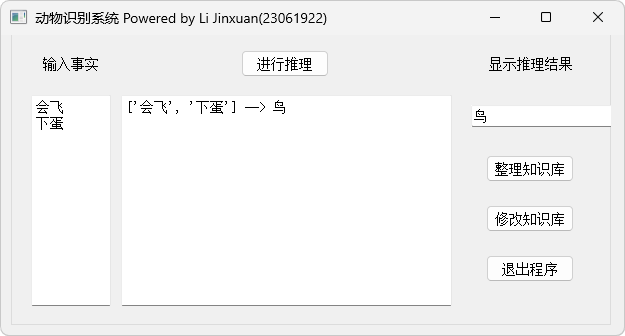 动物识别系统 Powered by Li Jinxuan(23061922)
输入事实
进行推理
显示推理结果
会飞
下蛋
['会飞', '下蛋'] —> 鸟
鸟
整理知识库
修改知识库
退出程序